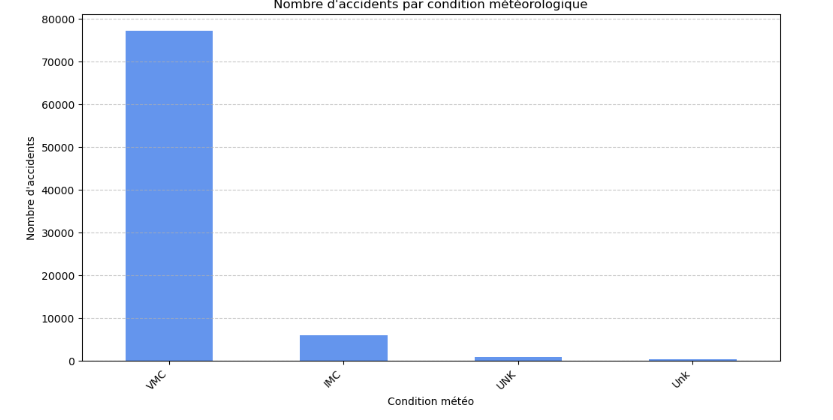 Nombre d'accidents par condition météorologique
80000
70000
60000
50000
40000
30000
20000
10000
0
Nombre d'accidents
VMC
IMC
UNK
Unk
Condition météo